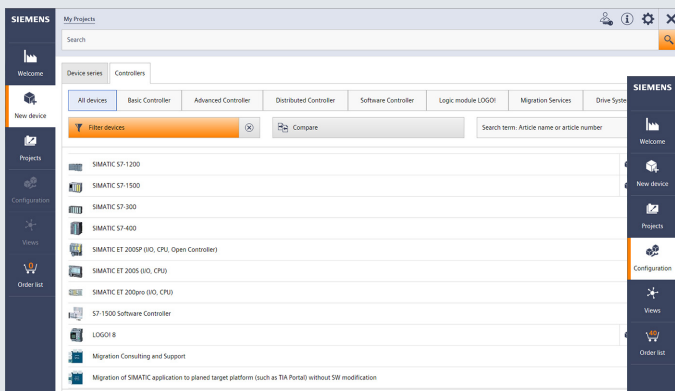 SIEMENS
My Projects
Search
Welcome
Device series Controllers
All devices Basic Controller Advanced Controller Distributed Controller Software Controller Logic module LOGO! Migration Services Drive Syste
New device
Filter devices Compare Search term: Article name or article number
Projects
SIMATIC S7-1200
SIMATIC S7-1500
Configuration
SIMATIC S7-300
SIMATIC S7-400
Views
SIMATIC ET 200SP (I/O, CPU, Open Controller)
0
SIMATIC ET 200S (I/O, CPU)
Order list
SIMATIC ET 200pro (I/O, CPU)
S7-1500 Software Controller
LOGO! 8
Migration Consulting and Support
Migration of SIMATIC application to planed target platform (such as TIA Portal) without SW modification
SIEMENS
Welcome
New device
Projects
Configuration
Views
40
Order list